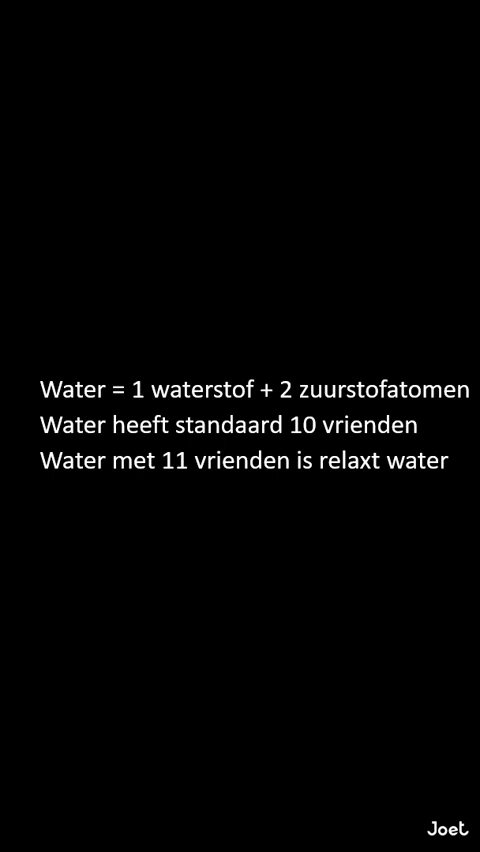 Water = 1 waterstof + 2 zuurstofatomen
Water heeft standaard 10 vrienden
Water met 11 vrienden is relaxt water
Joet